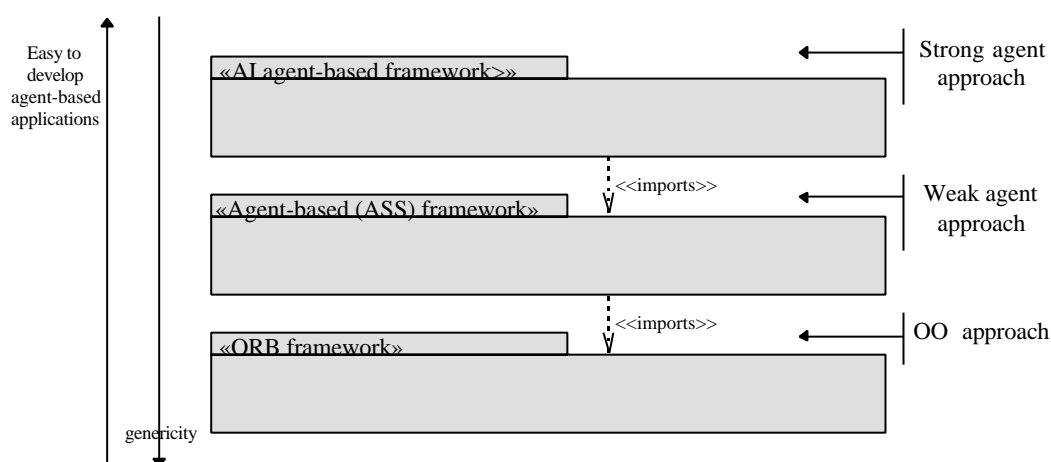 Easy to
develop
agent-based
applications
«AI agent-based framework>»
Strong agent
approach
<<imports>>
«Agent-based (ASS) framework»
Weak agent
approach
<<imports>>
«ORB framework»
OO approach
genericity